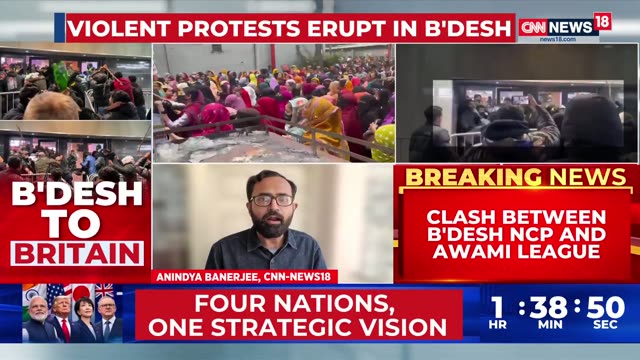 VIOLENT PROTESTS ERUPT IN B'DESH
CNN NEWS 18
news18.com
B'DESH
TO
BRITAIN
ANINDYA BANERJEE, CNN-NEWS18
BREAKING NEWS
CLASH BETWEEN
B'DESH NCP AND
AWAMI LEAGUE
FOUR NATIONS,
ONE STRATEGIC VISION
1 : 38 : 50
HR MIN SEC